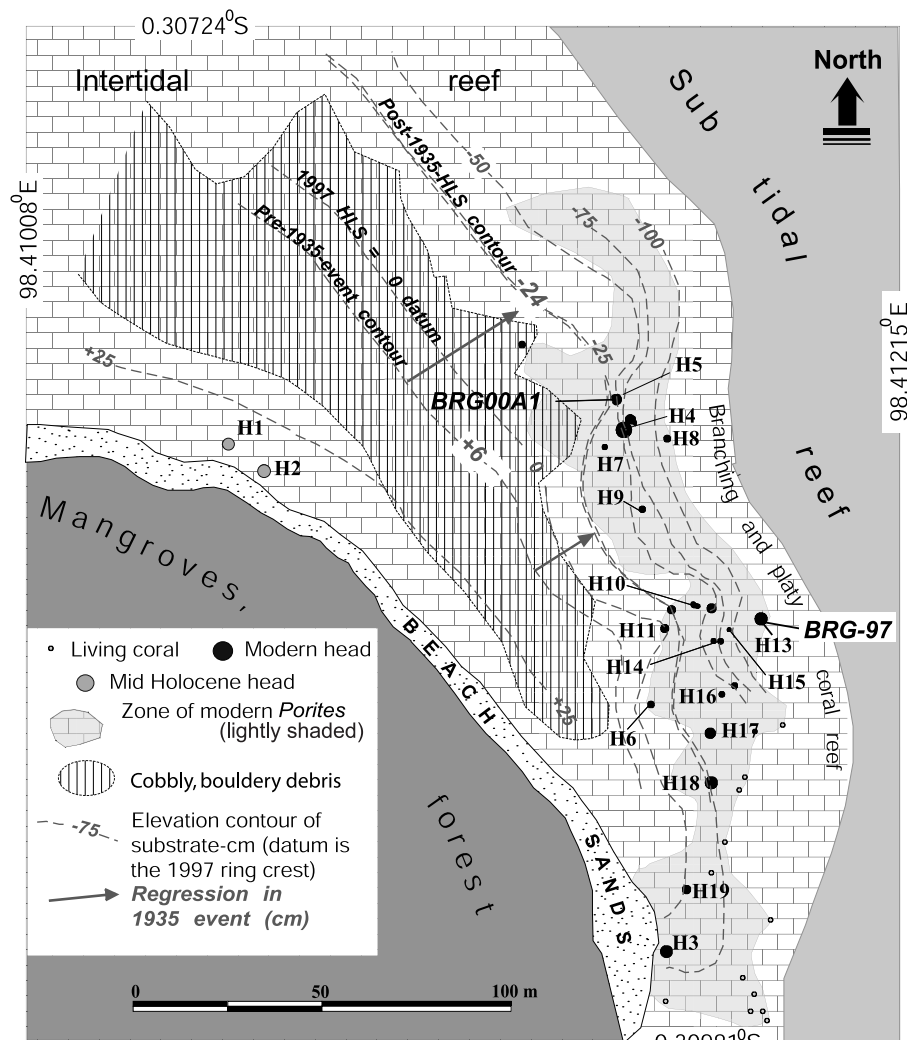 0.30724⁰S
Intertidal reef
Sub tidal reef
North
98.41008⁰E
98.41215⁰E
Post-1935-HLS contour
-50
-75
-100
1997 HLS = 0 datum
Pre-1935-event contour
-24
-25
+25
+6
0
+25
H5
BRG00A1
H4
H8
H7
H1
H2
H9
H10
H11
H13
BRG-97
H14
H15
H16
H6
H17
H18
H19
H3
Branching and platy coral reef
Mangroves, forest
BEACH SANDS
Living coral
Modern head
Mid Holocene head
Zone of modern Porites
(lightly shaded)
Cobbly, bouldery debris
-75
Elevation contour of
substrate-cm (datum is
the 1997 ring crest)
Regression in
1935 event (cm)
0 50 100 m